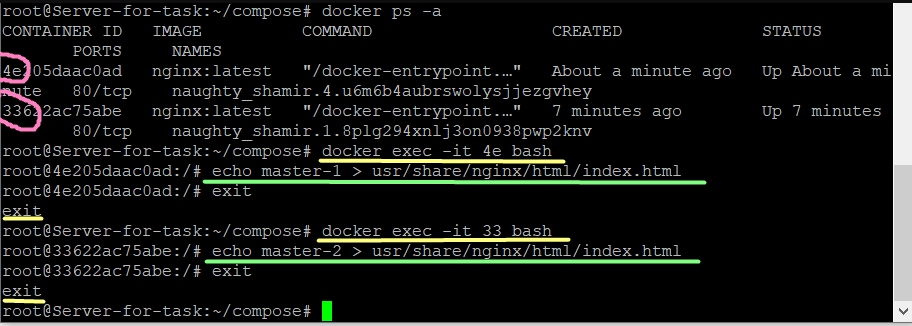 root@Server-for-task:~/compose# docker ps -a
CONTAINER ID   IMAGE          COMMAND                  CREATED              STATUS
       PORTS     NAMES
4e205daac0ad   nginx:latest   "/docker-entrypoint.…"   About a minute ago   Up About a mi
nute   80/tcp    naughty_shamir.4.u6m6b4aubrswolysjjezgvhey
33622ac75abe   nginx:latest   "/docker-entrypoint.…"   7 minutes ago        Up 7 minutes
       80/tcp    naughty_shamir.1.8plg294xnlj3on0938pwp2knv
root@Server-for-task:~/compose# docker exec -it 4e bash
root@4e205daac0ad:/# echo master-1 > usr/share/nginx/html/index.html
root@4e205daac0ad:/# exit
exit
root@Server-for-task:~/compose# docker exec -it 33 bash
root@33622ac75abe:/# echo master-2 > usr/share/nginx/html/index.html
root@33622ac75abe:/# exit
exit
root@Server-for-task:~/compose#